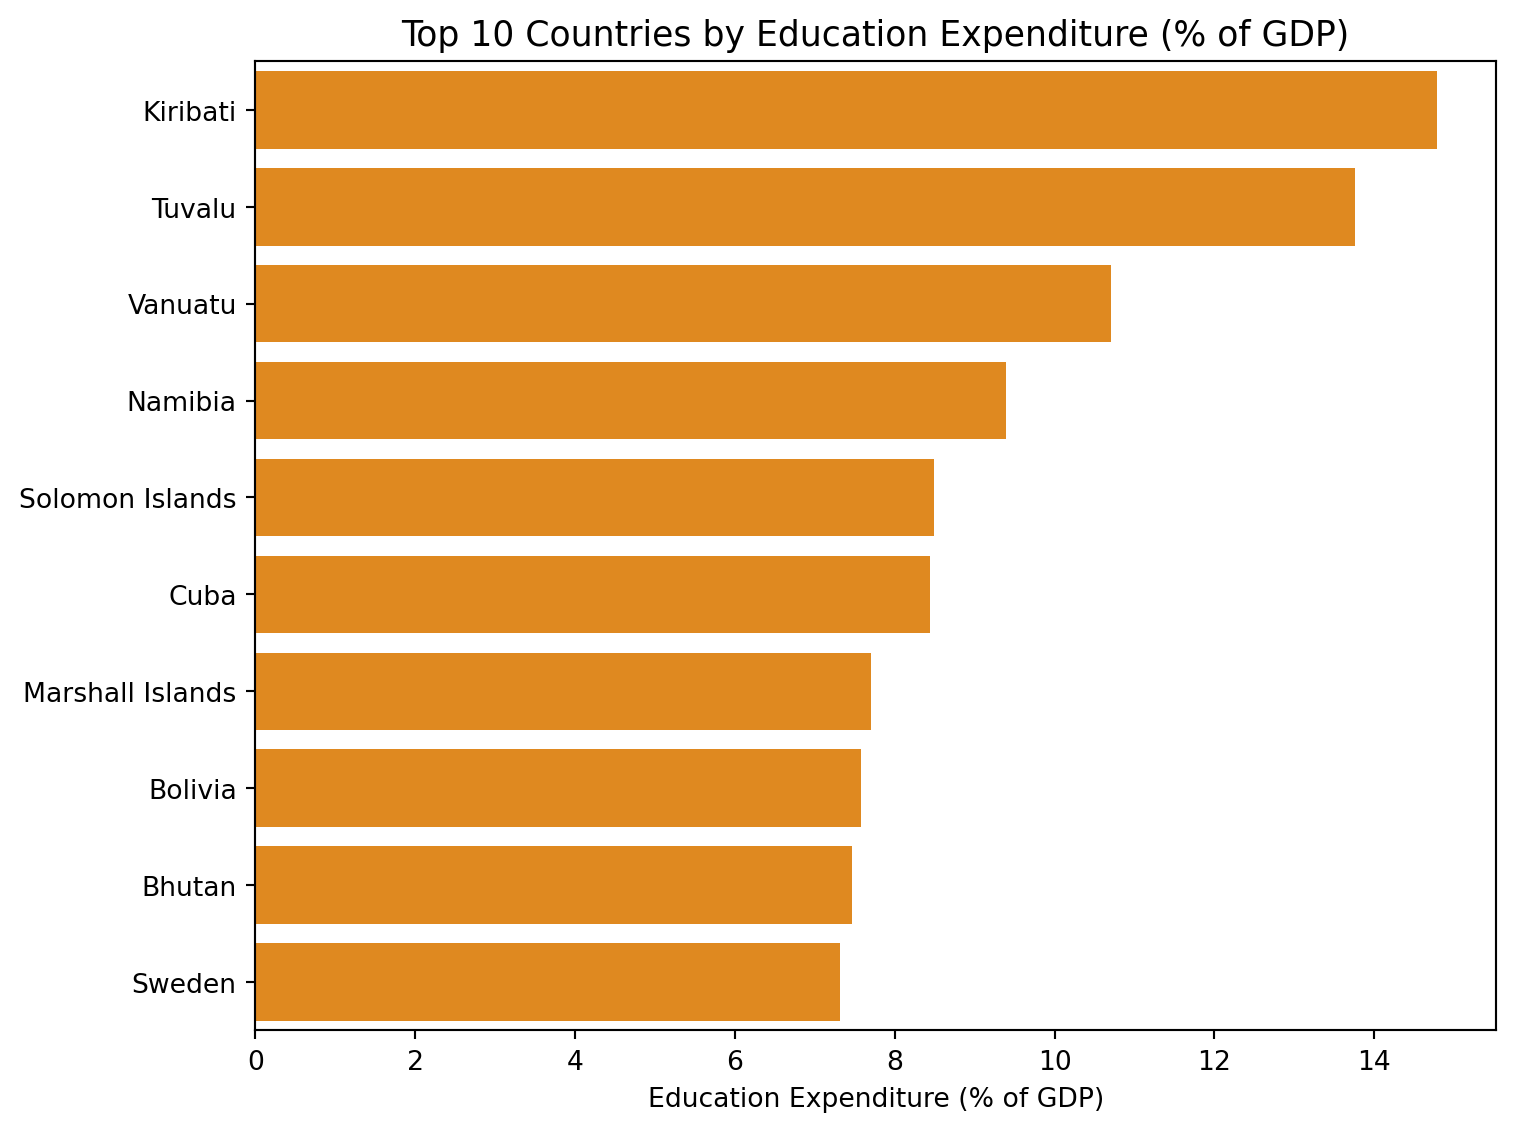 Top 10 Countries by Education Expenditure (% of GDP)
Kiribati
Tuvalu
Vanuatu
Namibia
Solomon Islands
Cuba
Marshall Islands
Bolivia
Bhutan
Sweden
0 2 4 6 8 10 12 14
Education Expenditure (% of GDP)